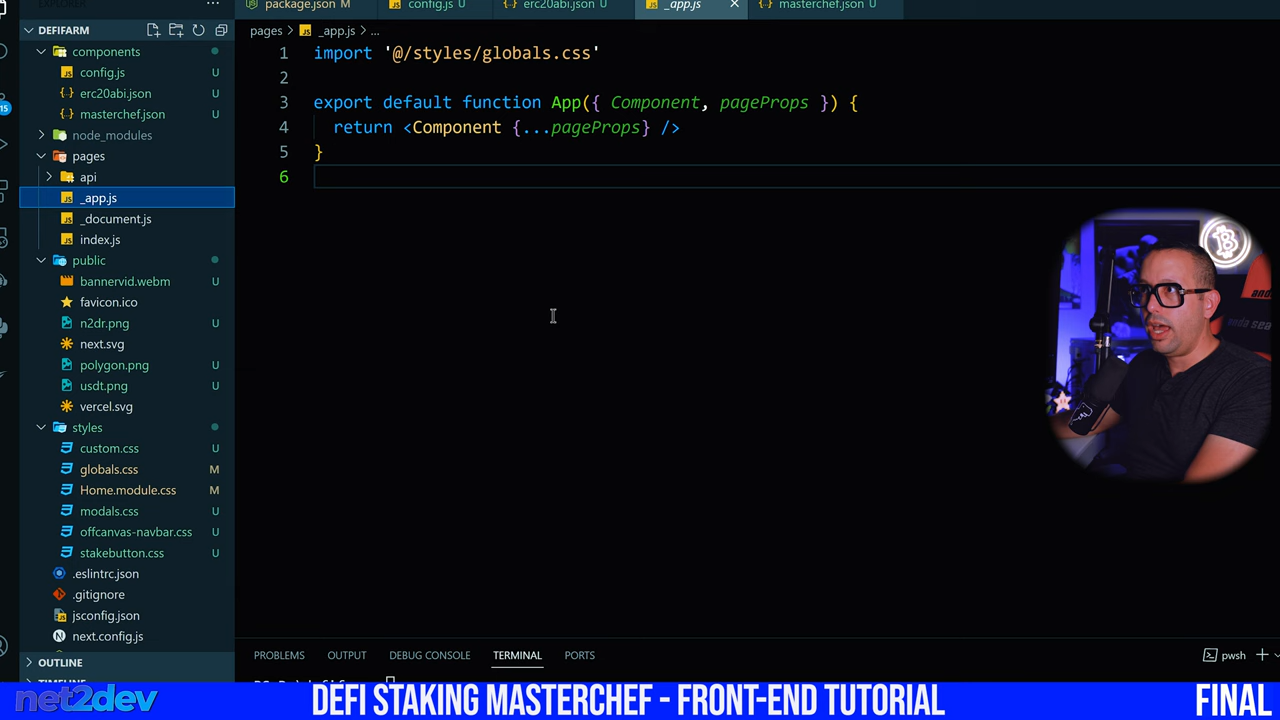 EXPLORER
...
package.json M
config.js U
erc20abi.json U
_app.js
masterchef.json U
DEFIFARM
pages > _app.js > ...
components
config.js U
erc20abi.json U
masterchef.json U
node_modules
pages
api
_app.js
_document.js
index.js
public
bannervid.webm U
favicon.ico
n2dr.png U
next.svg
polygon.png U
usdt.png U
vercel.svg
styles
custom.css U
globals.css M
Home.module.css M
modals.css U
offcanvas-navbar.css U
stakebutton.css U
.eslintrc.json
.gitignore
jsconfig.json
next.config.js
OUTLINE
TIMELINE
15
1 import '@/styles/globals.css'
2
3 export default function App({ Component, pageProps }) {
4 return <Component {...pageProps} />
5 }
6
PROBLEMS OUTPUT DEBUG CONSOLE TERMINAL PORTS
pwsh
net2dev
DEFI STAKING MASTERCHEF - FRONT-END TUTORIAL
FINAL